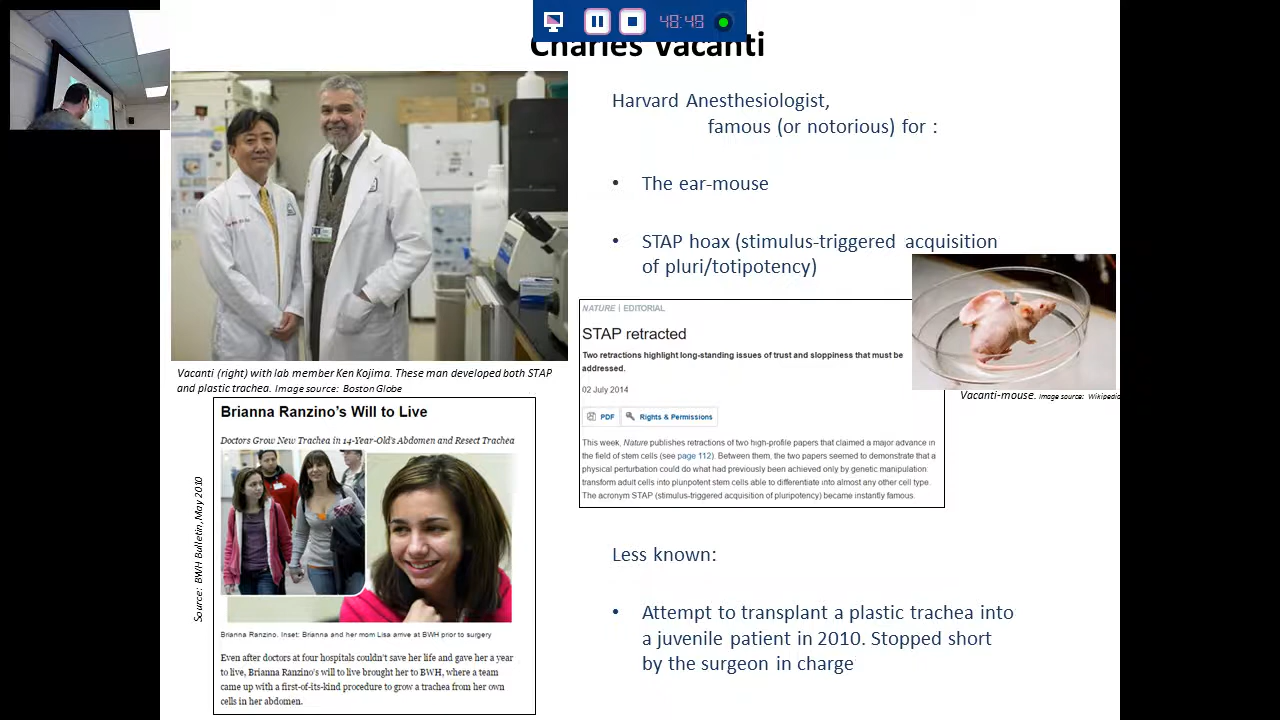 48:48
Charles Vacanti
Harvard Anesthesiologist,
famous (or notorious) for :
• The ear-mouse
• STAP hoax (stimulus-triggered acquisition
of pluri/totipotency)
Vacanti (right) with lab member Ken Kojima. These man developed both STAP
and plastic trachea. Image source: Boston Globe
NATURE | EDITORIAL
STAP retracted
Two retractions highlight long-standing issues of trust and sloppiness that must be
addressed.
02 July 2014
PDF Rights & Permissions
This week, Nature publishes retractions of two high-profile papers that claimed a major advance in
the field of stem cells (see page 112). Between them, the two papers seemed to demonstrate that a
physical perturbation could do what had previously been achieved only by genetic manipulation:
transform adult cells into pluripotent stem cells able to differentiate into almost any other cell type.
The acronym STAP (stimulus-triggered acquisition of pluripotency) became instantly famous.
Vacanti-mouse. Image source: Wikipedia
Brianna Ranzino's Will to Live
Doctors Grow New Trachea in 14-Year-Old's Abdomen and Resect Trachea
Source: BWH Bulletin, May 2010
Brianna Ranzino. Inset: Brianna and her mom Lisa arrive at BWH prior to surgery
Even after doctors at four hospitals couldn't save her life and gave her a year
to live, Brianna Ranzino's will to live brought her to BWH, where a team
came up with a first-of-its-kind procedure to grow a trachea from her own
cells in her abdomen.
Less known:
• Attempt to transplant a plastic trachea into
a juvenile patient in 2010. Stopped short
by the surgeon in charge